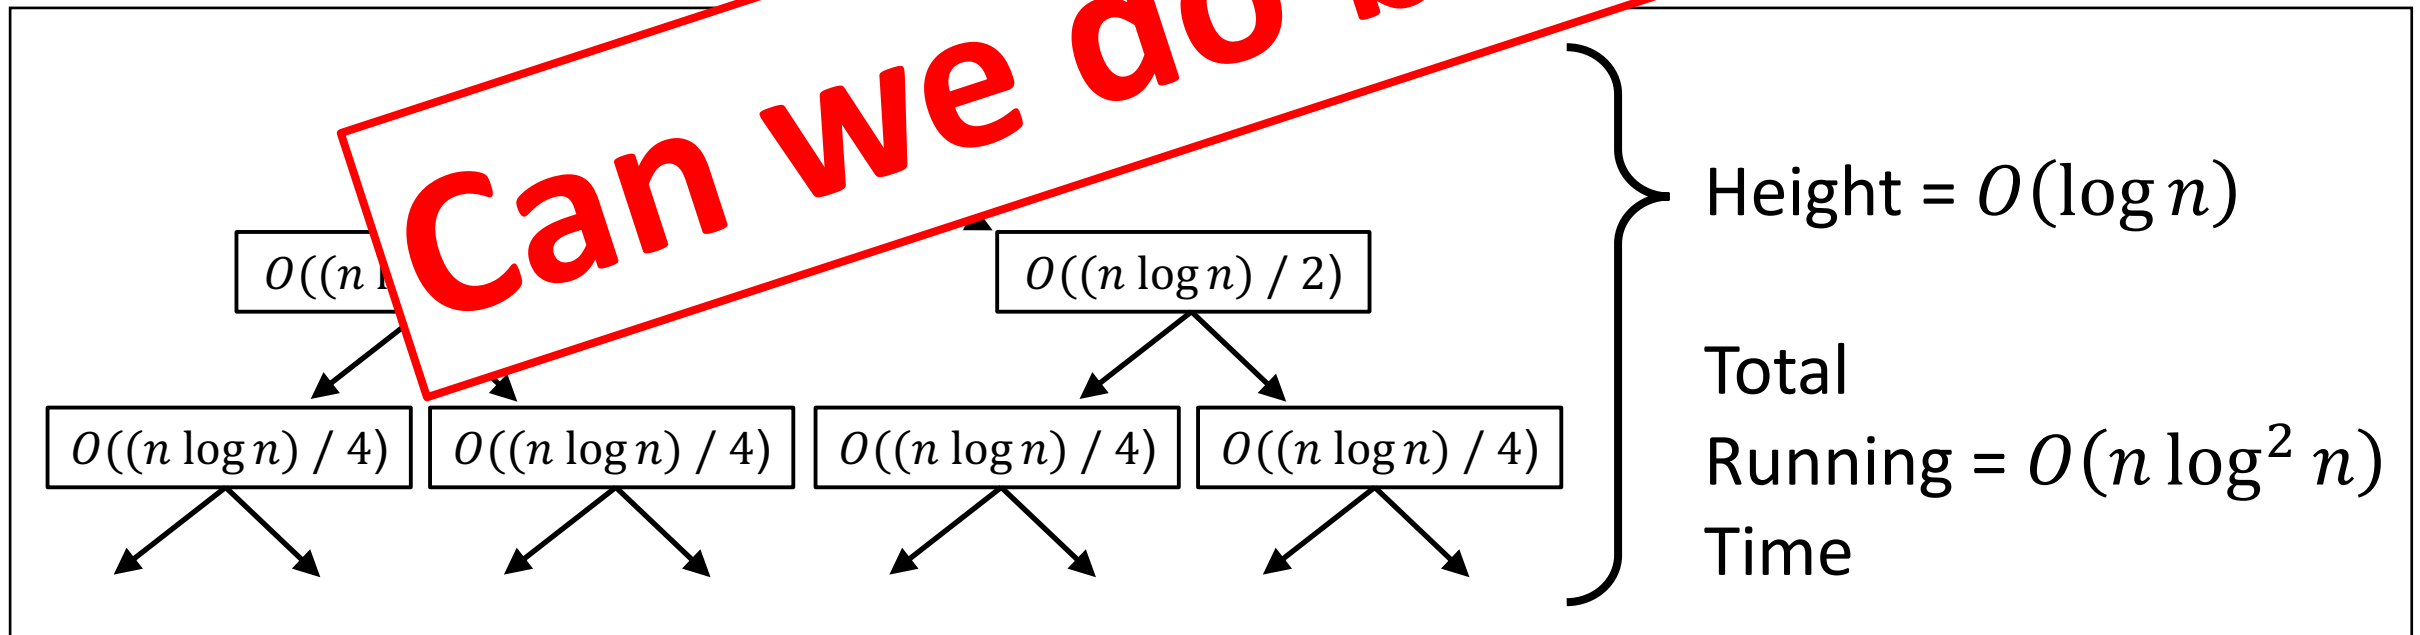 Can we do
Height = O(log n)
O((n
O((n log n) / 2)
Total
Running = O(n log² n)
Time
O((n log n) / 4)
O((n log n) / 4)
O((n log n) / 4)
O((n log n) / 4)